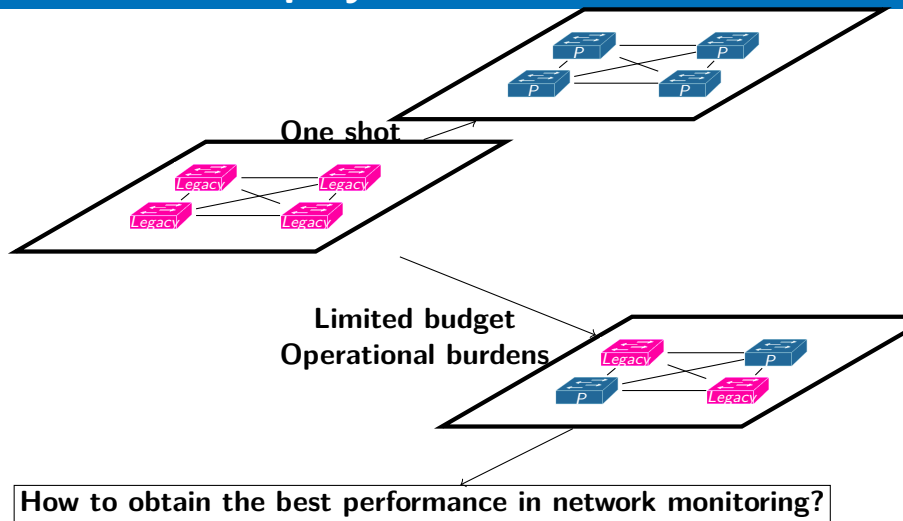 P
P
P
P
One shot
Legacy
Legacy
Legacy
Legacy
Limited budget
Operational burdens
Legacy
P
P
Legacy
How to obtain the best performance in network monitoring?